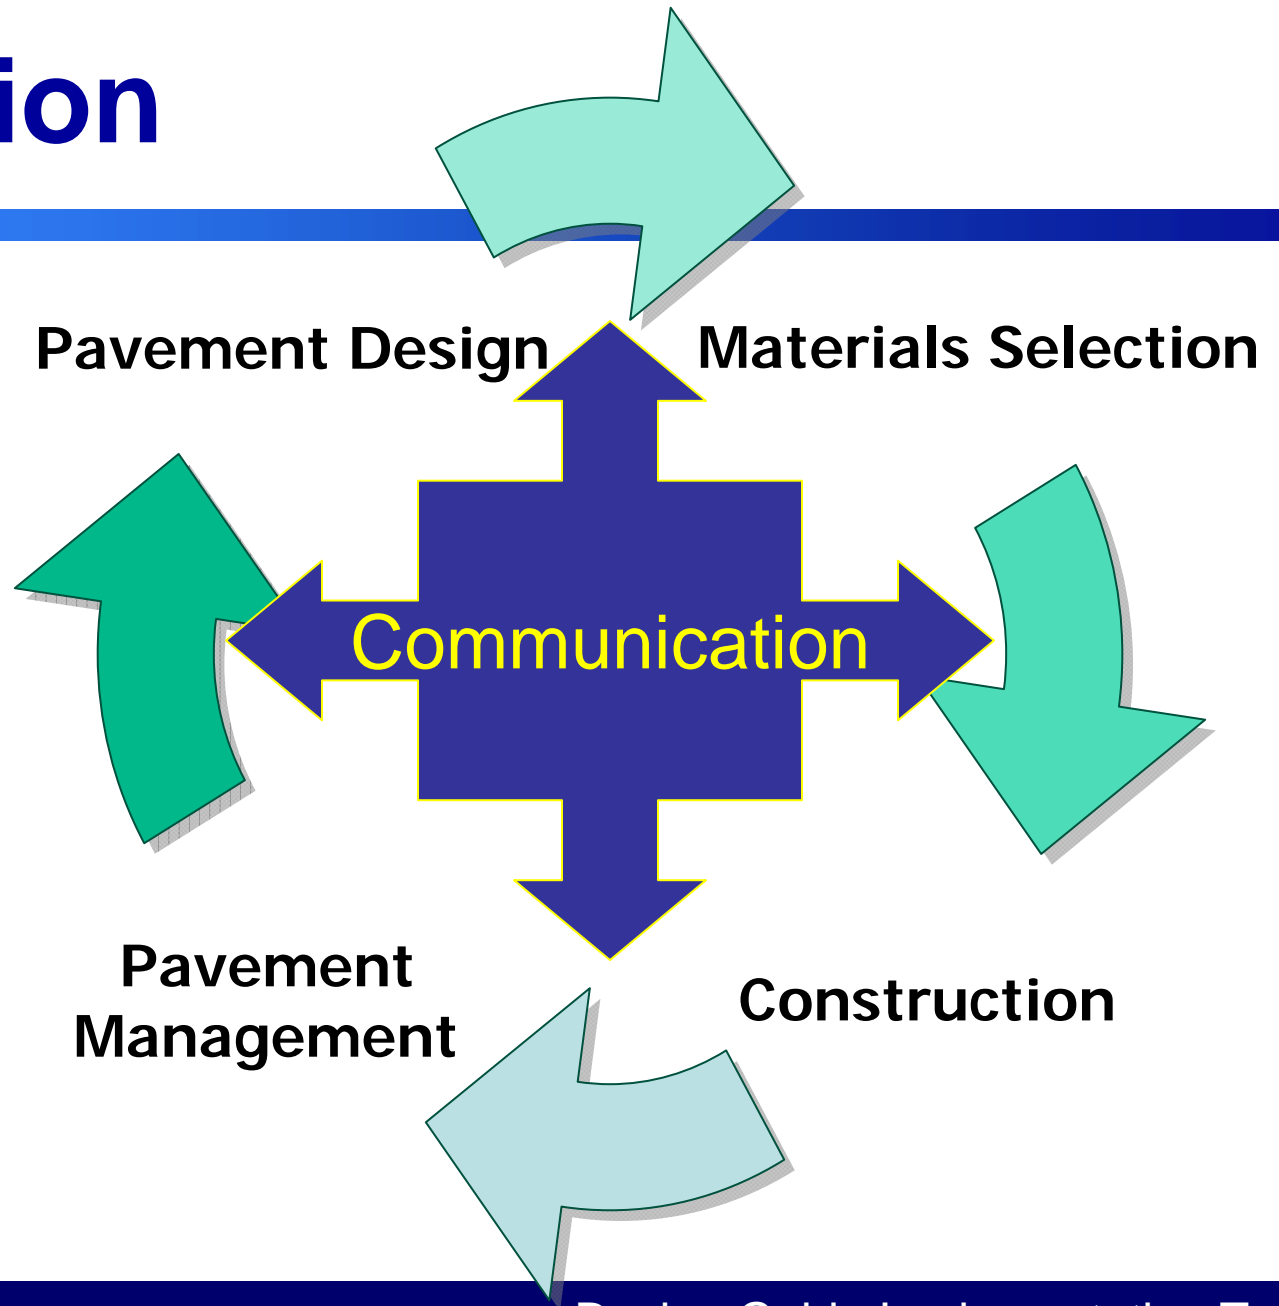 ion
Pavement Design
Materials Selection
Communication
Pavement
Management
Construction